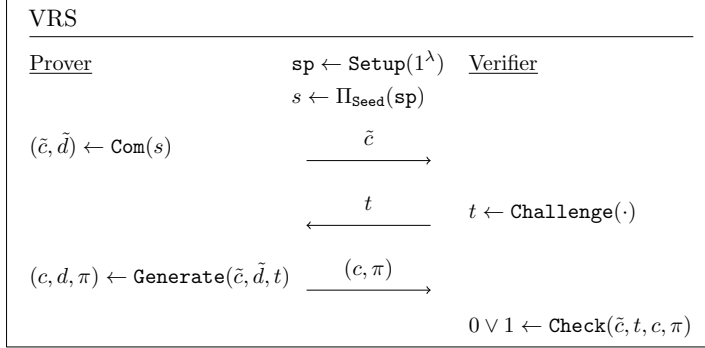 VRS
Prover sp ← Setup(1^λ) Verifier
s ← Π_Seed(sp)
(c̃, d̃) ← Com(s) c̃
t t ← Challenge(·)
(c, d, π) ← Generate(c̃, d̃, t) (c, π)
0 ∨ 1 ← Check(c̃, t, c, π)